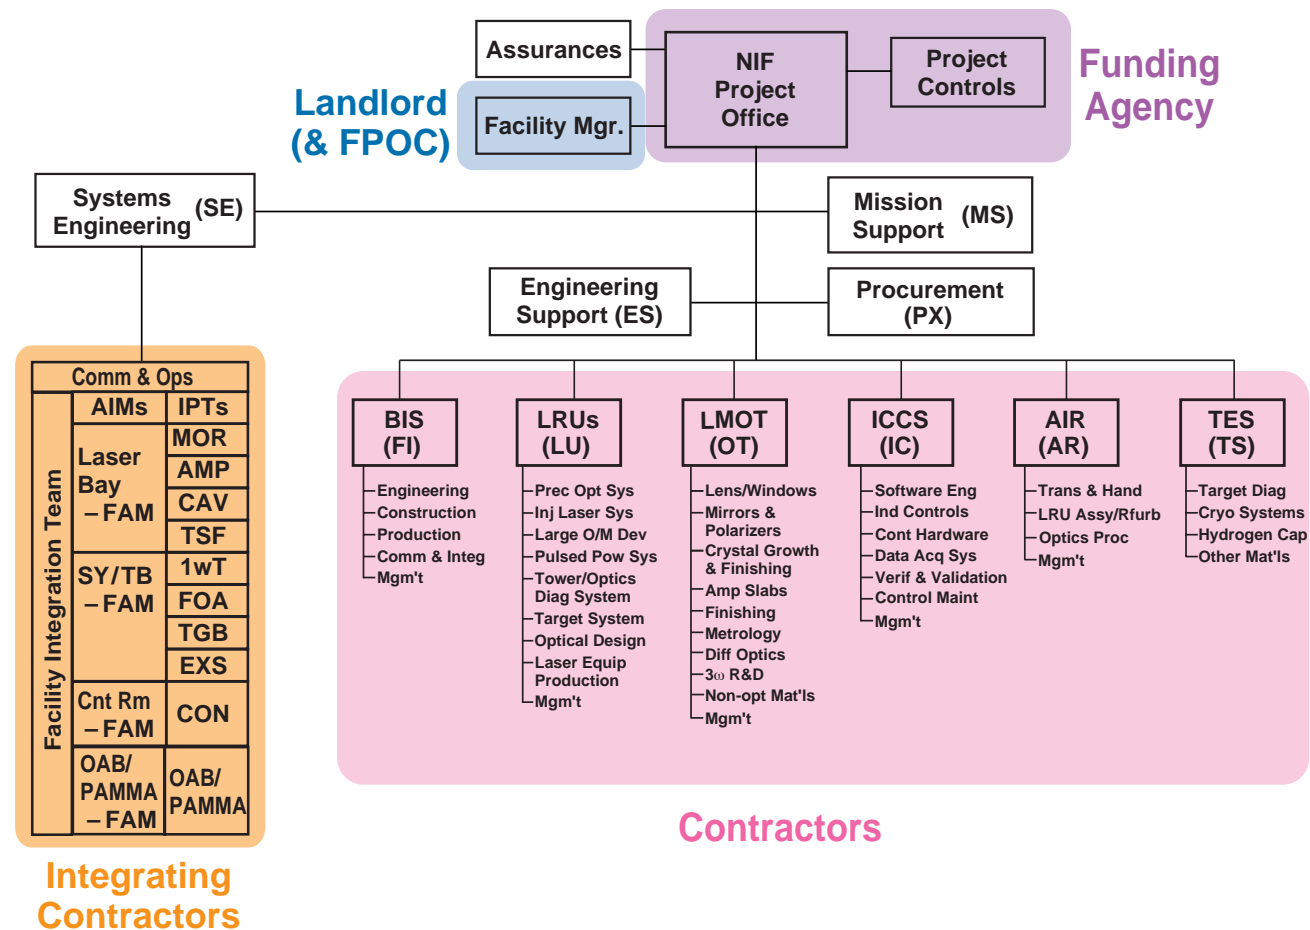 Assurances
NIF
Project
Office
Project
Controls
Funding
Agency
Landlord
(& FPOC)
Facility Mgr.
Systems
Engineering
(SE)
Mission
Support
(MS)
Engineering
Support (ES)
Procurement
(PX)
Comm & Ops
Facility Integration Team
AIMs
IPTs
Laser
Bay
– FAM
MOR
AMP
CAV
TSF
SY/TB
– FAM
1wT
FOA
TGB
EXS
Cnt Rm
– FAM
CON
OAB/
PAMMA
– FAM
OAB/
PAMMA
Integrating
Contractors
BIS
(FI)
Engineering
Construction
Production
Comm & Integ
Mgm't
LRUs
(LU)
Prec Opt Sys
Inj Laser Sys
Large O/M Dev
Pulsed Pow Sys
Tower/Optics
Diag System
Target System
Optical Design
Laser Equip
Production
Mgm't
LMOT
(OT)
Lens/Windows
Mirrors &
Polarizers
Crystal Growth
& Finishing
Amp Slabs
Finishing
Metrology
Diff Optics
3ω R&D
Non-opt Mat'ls
Mgm't
ICCS
(IC)
Software Eng
Ind Controls
Cont Hardware
Data Acq Sys
Verif & Validation
Control Maint
Mgm't
AIR
(AR)
Trans & Hand
LRU Assy/Rfurb
Optics Proc
Mgm't
TES
(TS)
Target Diag
Cryo Systems
Hydrogen Cap
Other Mat'ls
Contractors